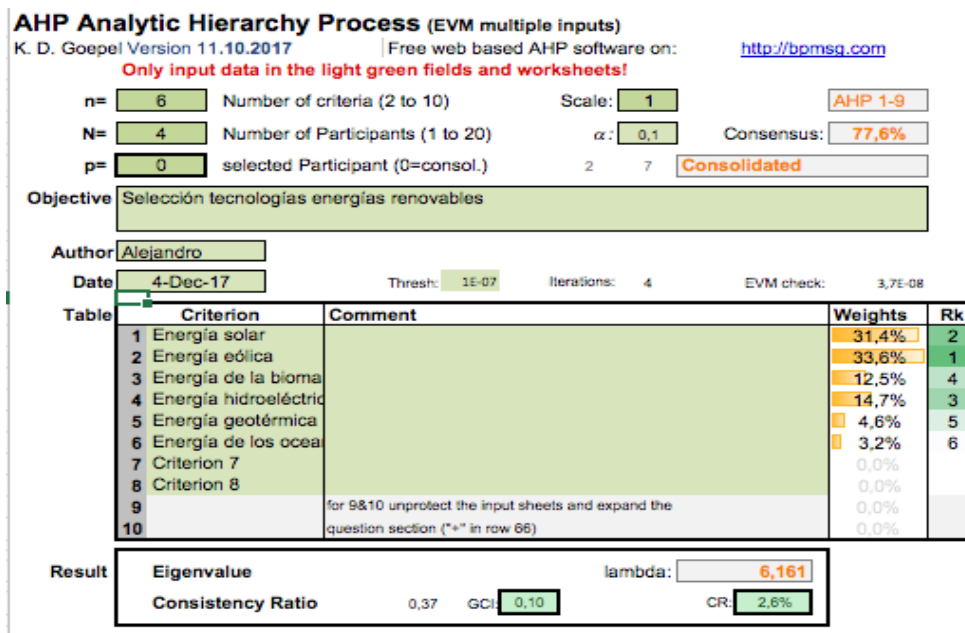 AHP Analytic Hierarchy Process (EVM multiple inputs)
K. D. Goepel Version 11.10.2017 Free web based AHP software on: http://bpmsg.com
Only input data in the light green fields and worksheets!
n= 6 Number of criteria (2 to 10) Scale: 1 AHP 1-9
N= 4 Number of Participants (1 to 20) α: 0,1 Consensus: 77,6%
p= 0 selected Participant (0=consol.) 2 7 Consolidated
Objective Selección tecnologías energías renovables
Author Alejandro
Date 4-Dec-17 Thresh: 1E-07 Iterations: 4 EVM check: 3,7E-08
Table Criterion Comment Weights Rk
1 Energía solar 31,4% 2
2 Energía eólica 33,6% 1
3 Energía de la bioma 12,5% 4
4 Energía hidroeléctric 14,7% 3
5 Energía geotérmica 4,6% 5
6 Energía de los ocea 3,2% 6
7 Criterion 7 0,0%
8 Criterion 8 0,0%
9 for 9&10 unprotect the input sheets and expand the 0,0%
10 question section ("+" in row 66) 0,0%
Result Eigenvalue lambda: 6,161
Consistency Ratio 0,37 GCI: 0,10 CR: 2,6%